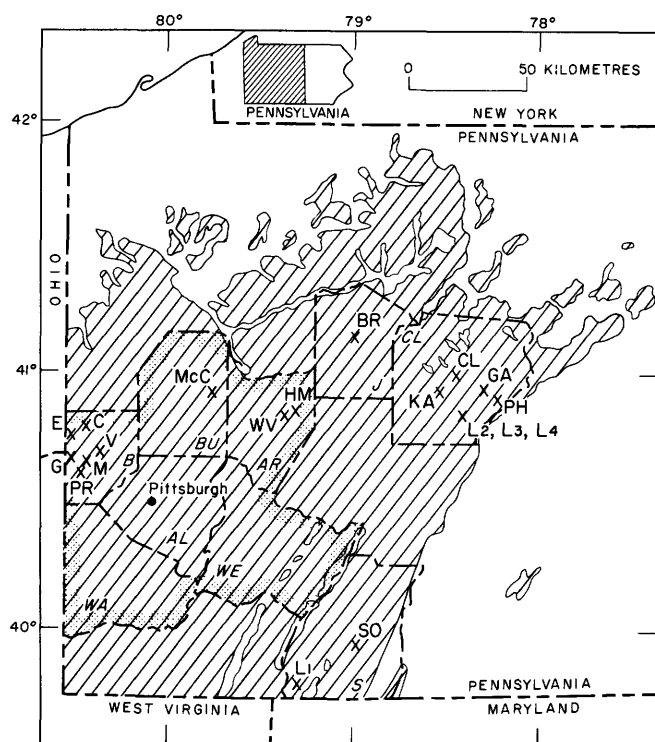 80° 79° 78°
0 50 KILOMETRES
PENNSYLVANIA
42°
NEW YORK
PENNSYLVANIA
OHIO
BR
CL
41°
McC
CL
GA
HM
KA
J
PH
WV
E C
L2, L3, L4
V
BU
G M
B
AR
PR
Pittsburgh
AL
WE
WA
40°
SO
L1
S
PENNSYLVANIA
WEST VIRGINIA
MARYLAND